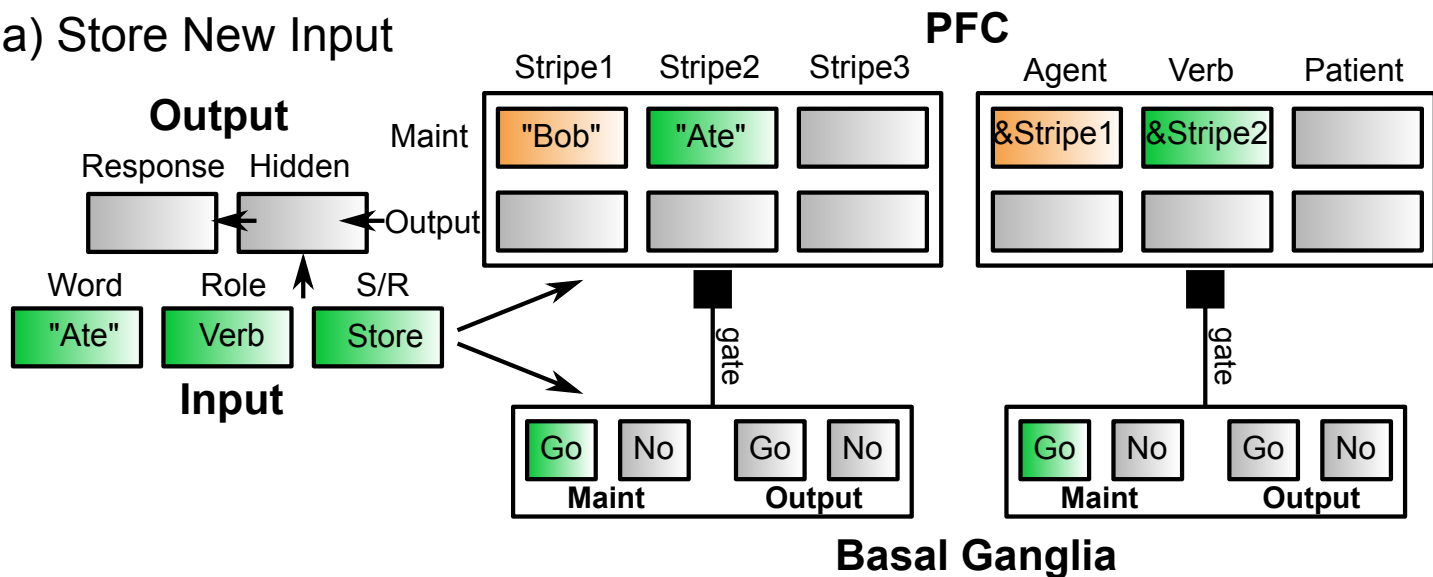 a) Store New Input
PFC
Stripe1 Stripe2 Stripe3
Agent Verb Patient
Output
Maint
"Bob" "Ate"
&Stripe1 &Stripe2
Response Hidden
Output
Word Role S/R
"Ate" Verb Store
Input
gate
gate
Go No Go No
Maint Output
Go No Go No
Maint Output
Basal Ganglia